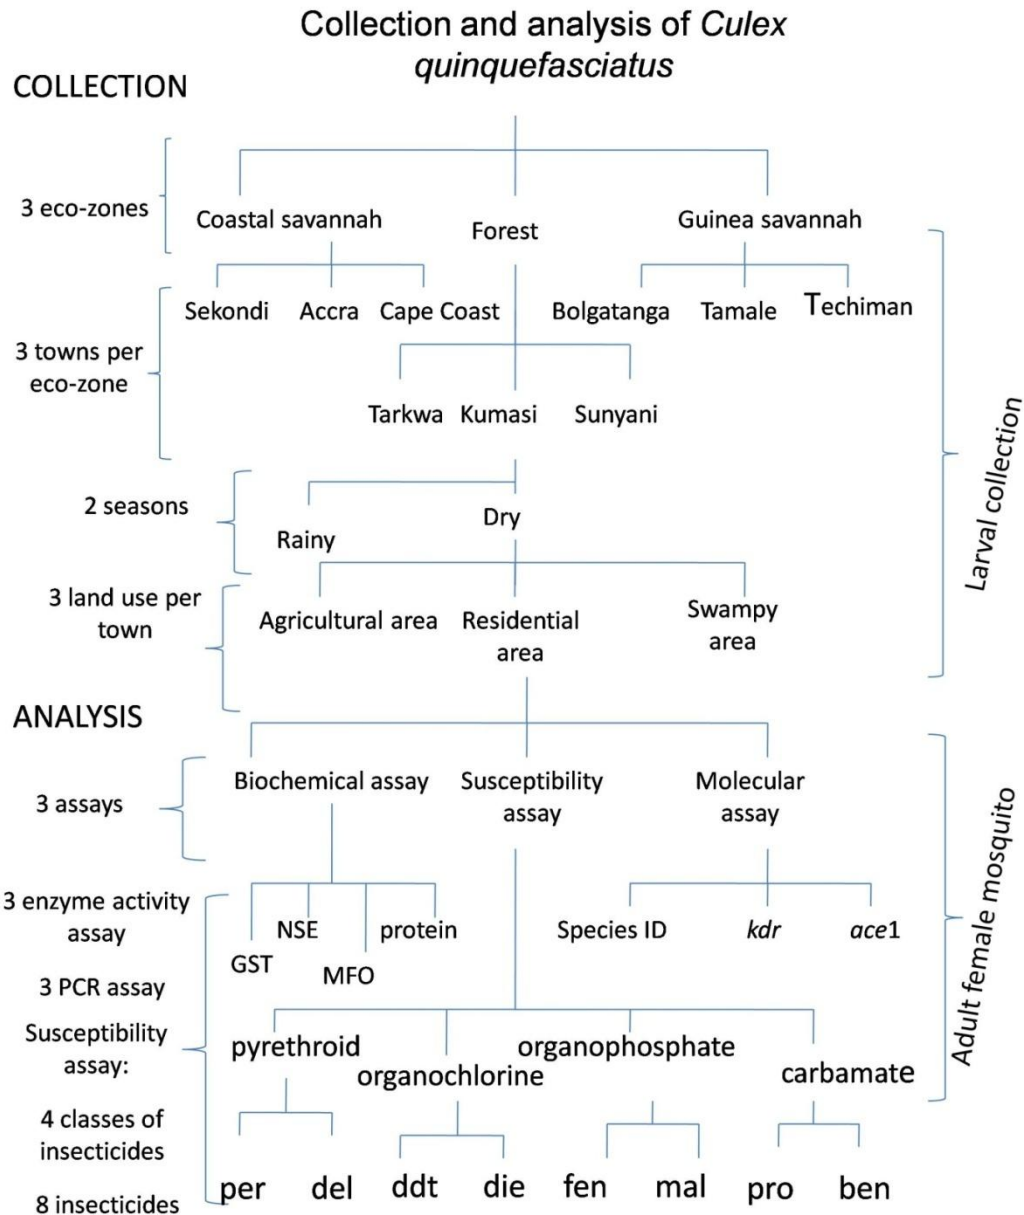 Collection and analysis of Culex
quinquefasciatus
COLLECTION
3 eco-zones
Coastal savannah
Forest
Guinea savannah
Sekondi
Accra
Cape Coast
Bolgatanga
Tamale
Techiman
3 towns per
eco-zone
Tarkwa
Kumasi
Sunyani
2 seasons
Rainy
Dry
3 land use per
town
Agricultural area
Residential
area
Swampy
area
Larval collection
ANALYSIS
3 assays
Biochemical assay
Susceptibility
assay
Molecular
assay
3 enzyme activity
assay
GST
NSE
MFO
protein
Species ID
kdr
ace1
3 PCR assay
Susceptibility
assay:
pyrethroid
organochlorine
organophosphate
carbamate
4 classes of
insecticides
8 insecticides
per
del
ddt
die
fen
mal
pro
ben
Adult female mosquito